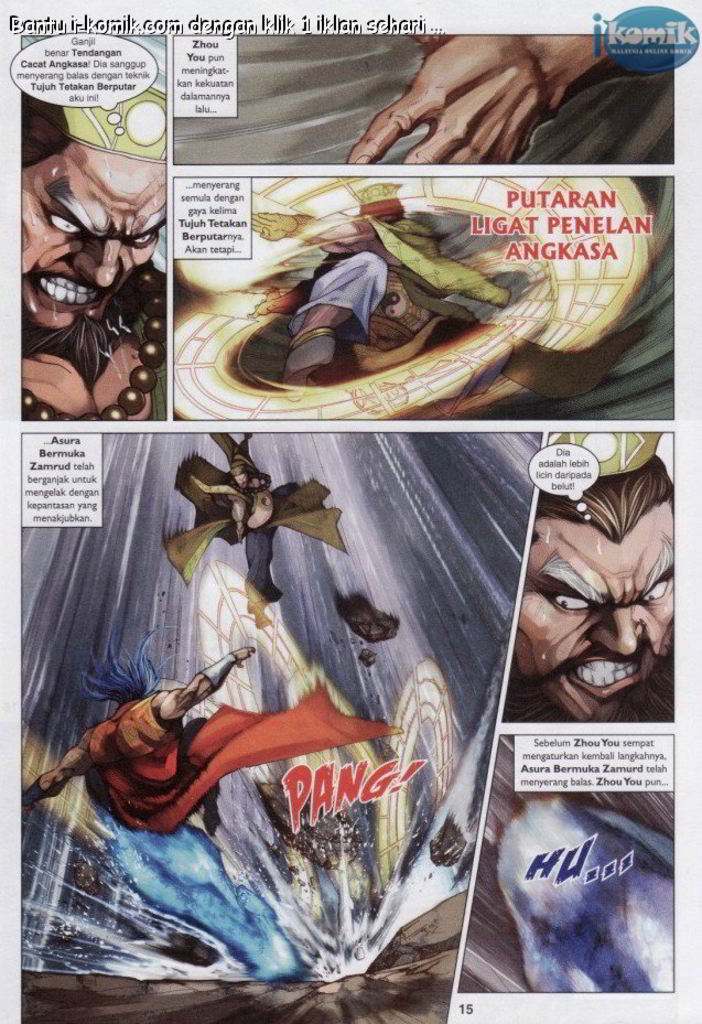 Bantu i-komik.com dengan klik 1 iklan sehari ...
ikomik
MALAYSIA ONLINE KOMIK
Ganjil
benar Tendangan
Cacat Angkasa! Dia sanggup
menyerang balas dengan teknik
Tujuh Tetakan Berputar
aku ini!
Zhou
You pun
meningkat-
kan kekuatan
dalamannya
lalu...
...menyerang
semula dengan
gaya kelima
Tujuh Tetakan
Berputarnya.
Akan tetapi...
PUTARAN
LIGAT PENELAN
ANGKASA
...Asura
Bermuka
Zamrud telah
berganjak untuk
mengelak dengan
kepantasan yang
menakjubkan.
Dia
adalah lebih
licin daripada
belut!
PANG!
Sebelum Zhou You sempat
mengaturkan kembali langkahnya,
Asura Bermuka Zamurd telah
menyerang balas. Zhou You pun...
HU...
15